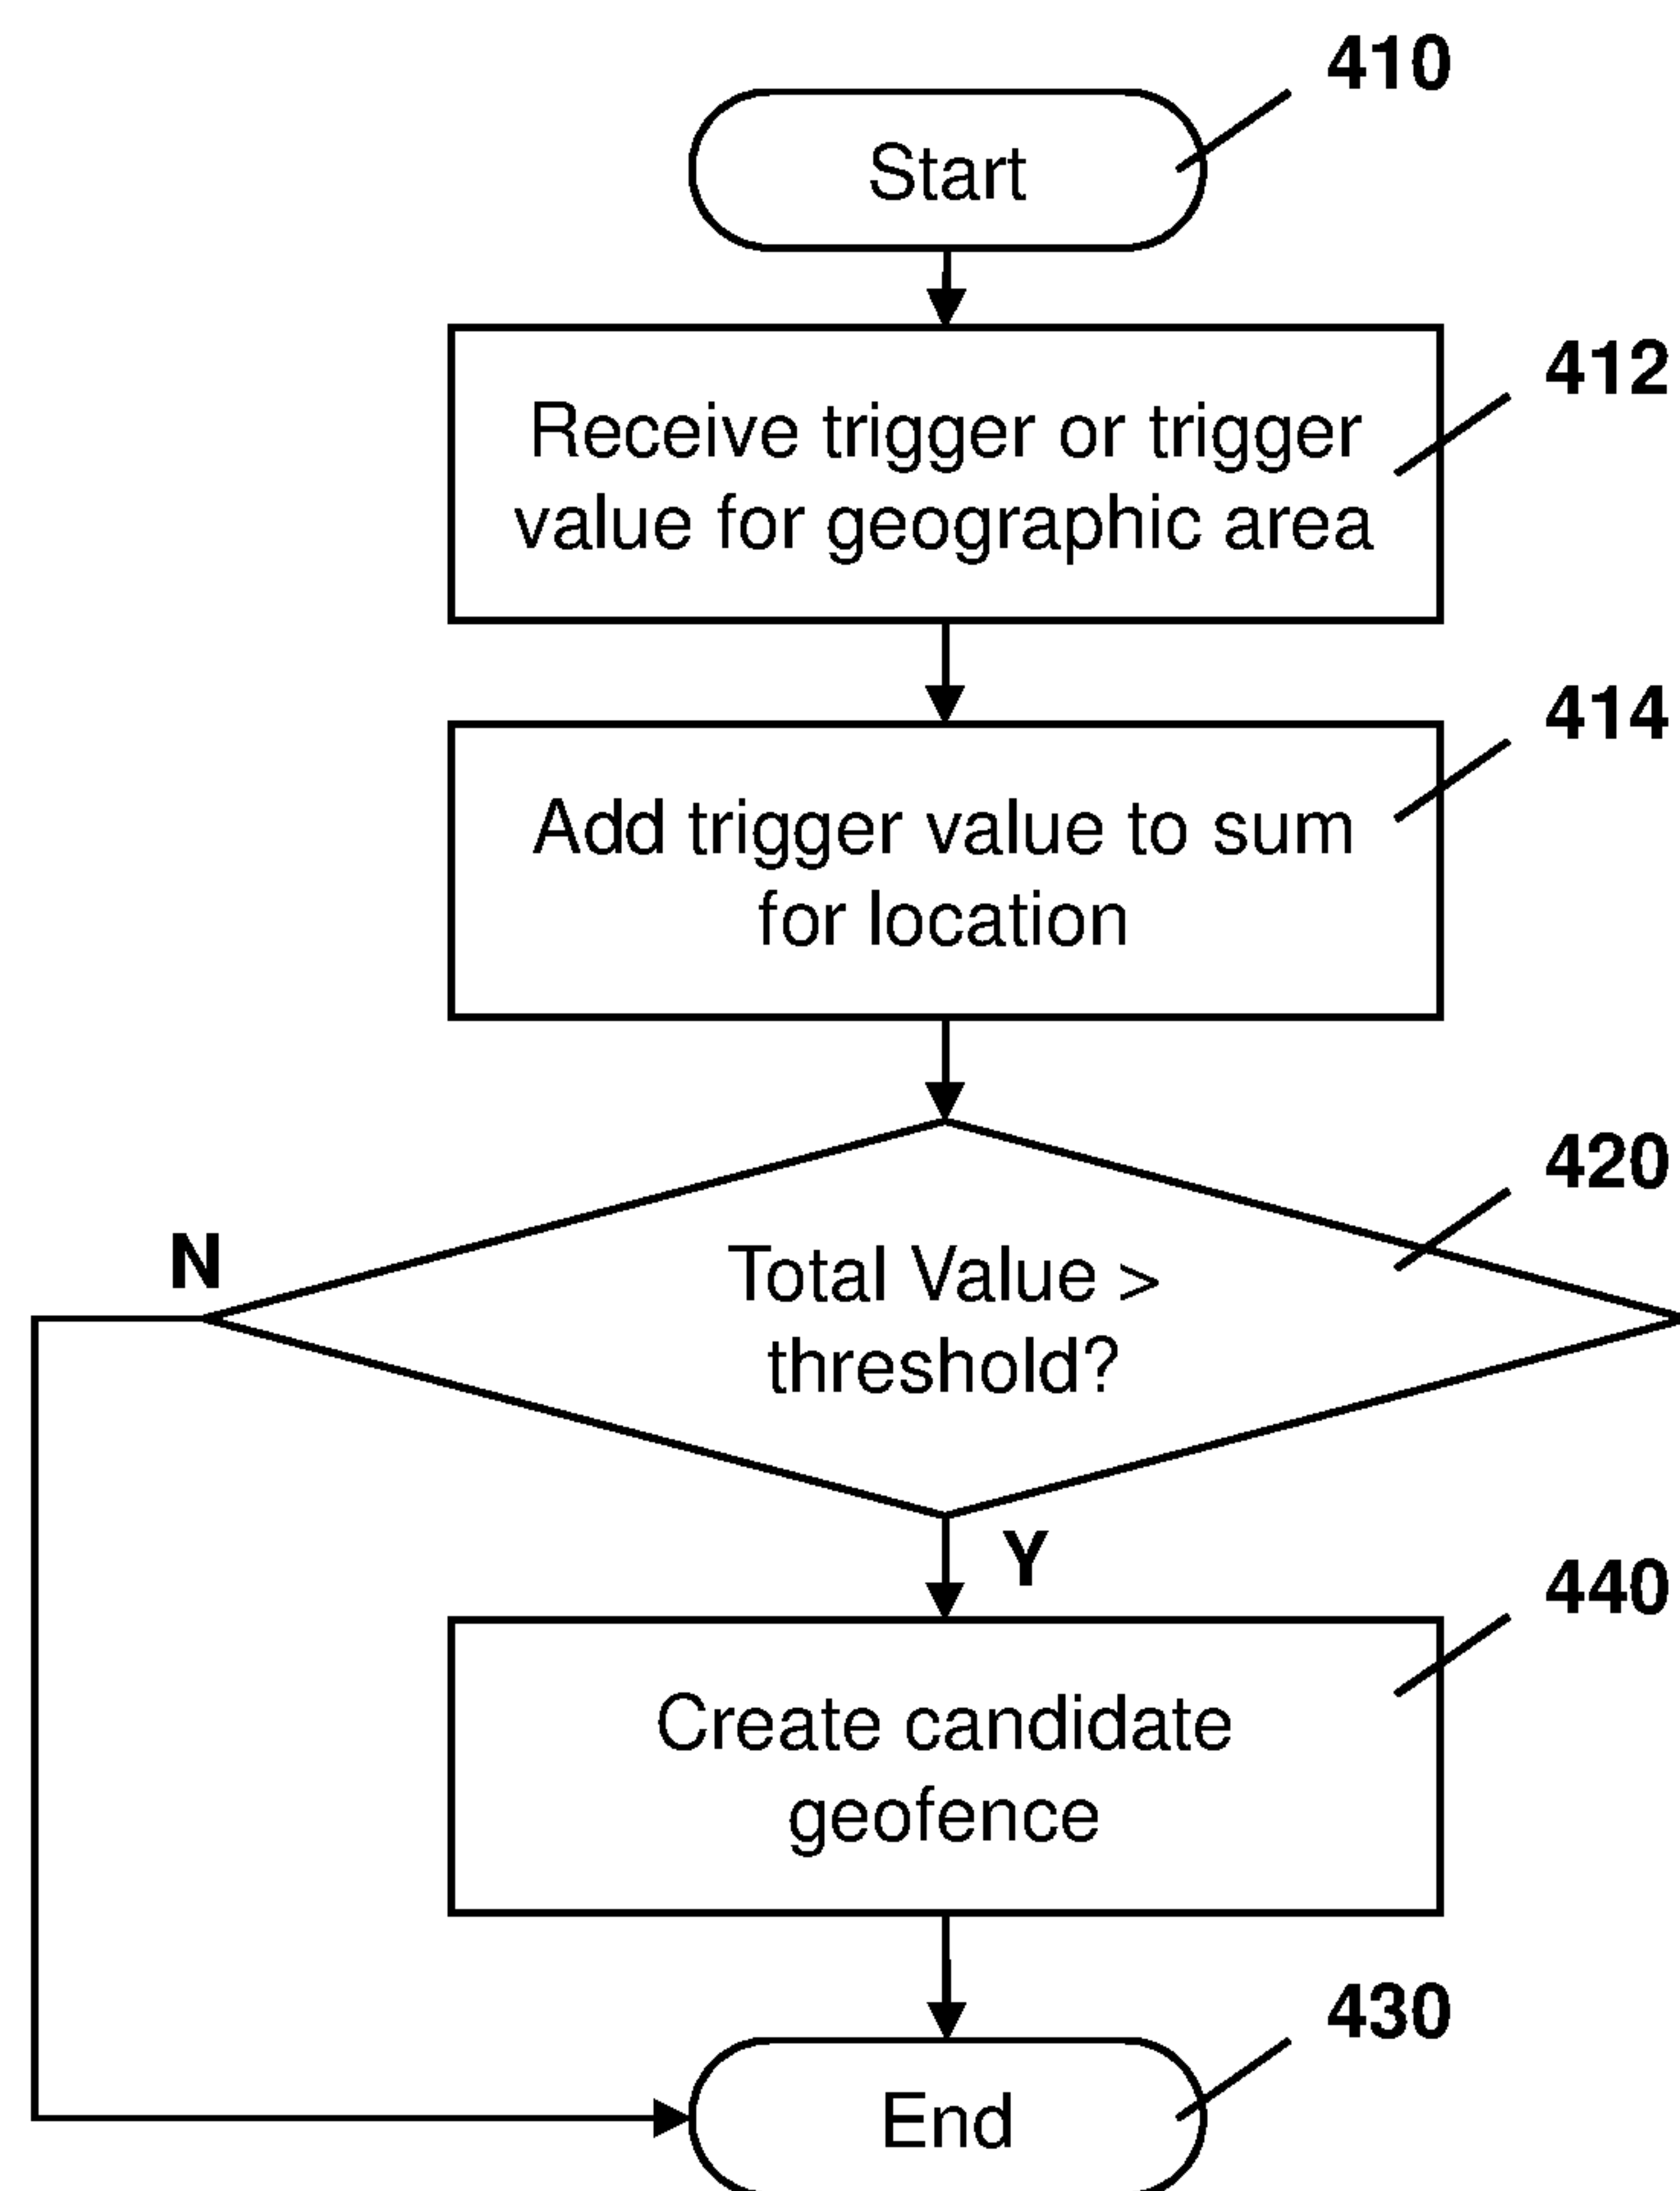 410
Start
412
Receive trigger or trigger
value for geographic area
414
Add trigger value to sum
for location
420
N
Total Value >
threshold?
Y
440
Create candidate
geofence
430
End